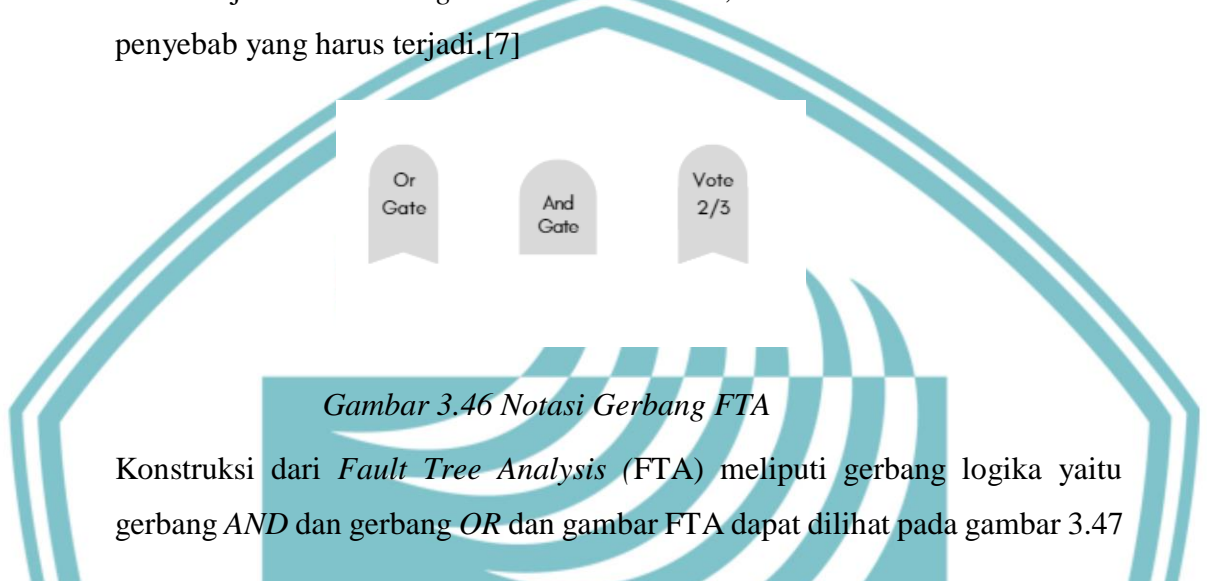 penyebab yang harus terjadi.[7]
Or
Gate
And
Gate
Vote
2/3
Gambar 3.46 Notasi Gerbang FTA
Konstruksi dari Fault Tree Analysis (FTA) meliputi gerbang logika yaitu
gerbang AND dan gerbang OR dan gambar FTA dapat dilihat pada gambar 3.47